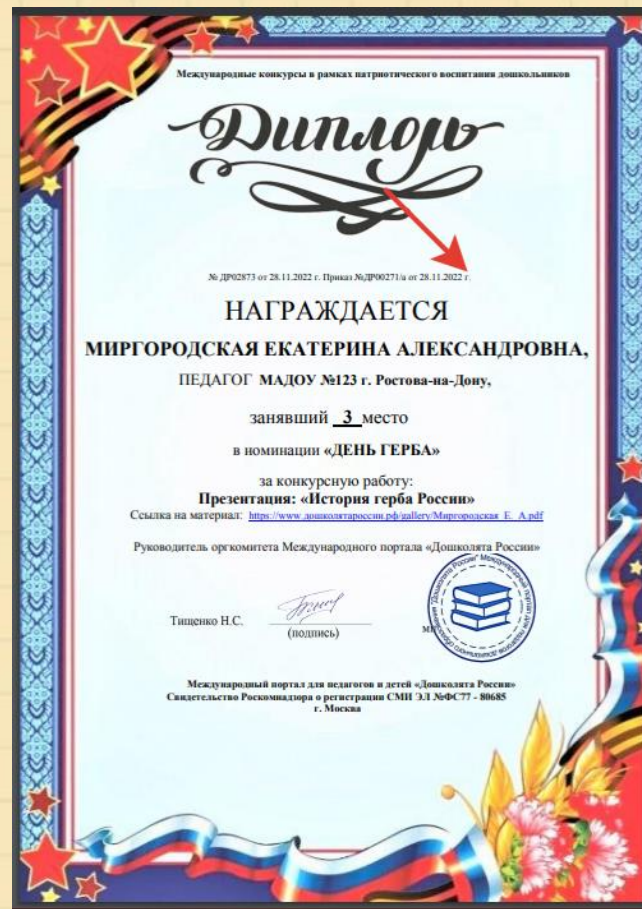 Международные конкурсы в рамках патриотического воспитания дошкольников
Диплом
№ ДР02873 от 28.11.2022 г. Приказ №ДР00271/а от 28.11.2022 г.
НАГРАЖДАЕТСЯ
МИРГОРОДСКАЯ ЕКАТЕРИНА АЛЕКСАНДРОВНА,
ПЕДАГОГ МАДОУ №123 г. Ростова-на-Дону,
занявший 3 место
в номинации «ДЕНЬ ГЕРБА»
за конкурсную работу:
Презентация: «История герба России»
Ссылка на материал: https://www.дошколятароссии.рф/gallery/Миргородская_Е._А.pdf
Руководитель оргкомитета Международного портала «Дошколята России»
Тищенко Н.С.
(подпись)
Международный портал для педагогов и детей «Дошколята России»
Свидетельство Роскомнадзора о регистрации СМИ ЭЛ №ФС77 - 80685
г. Москва